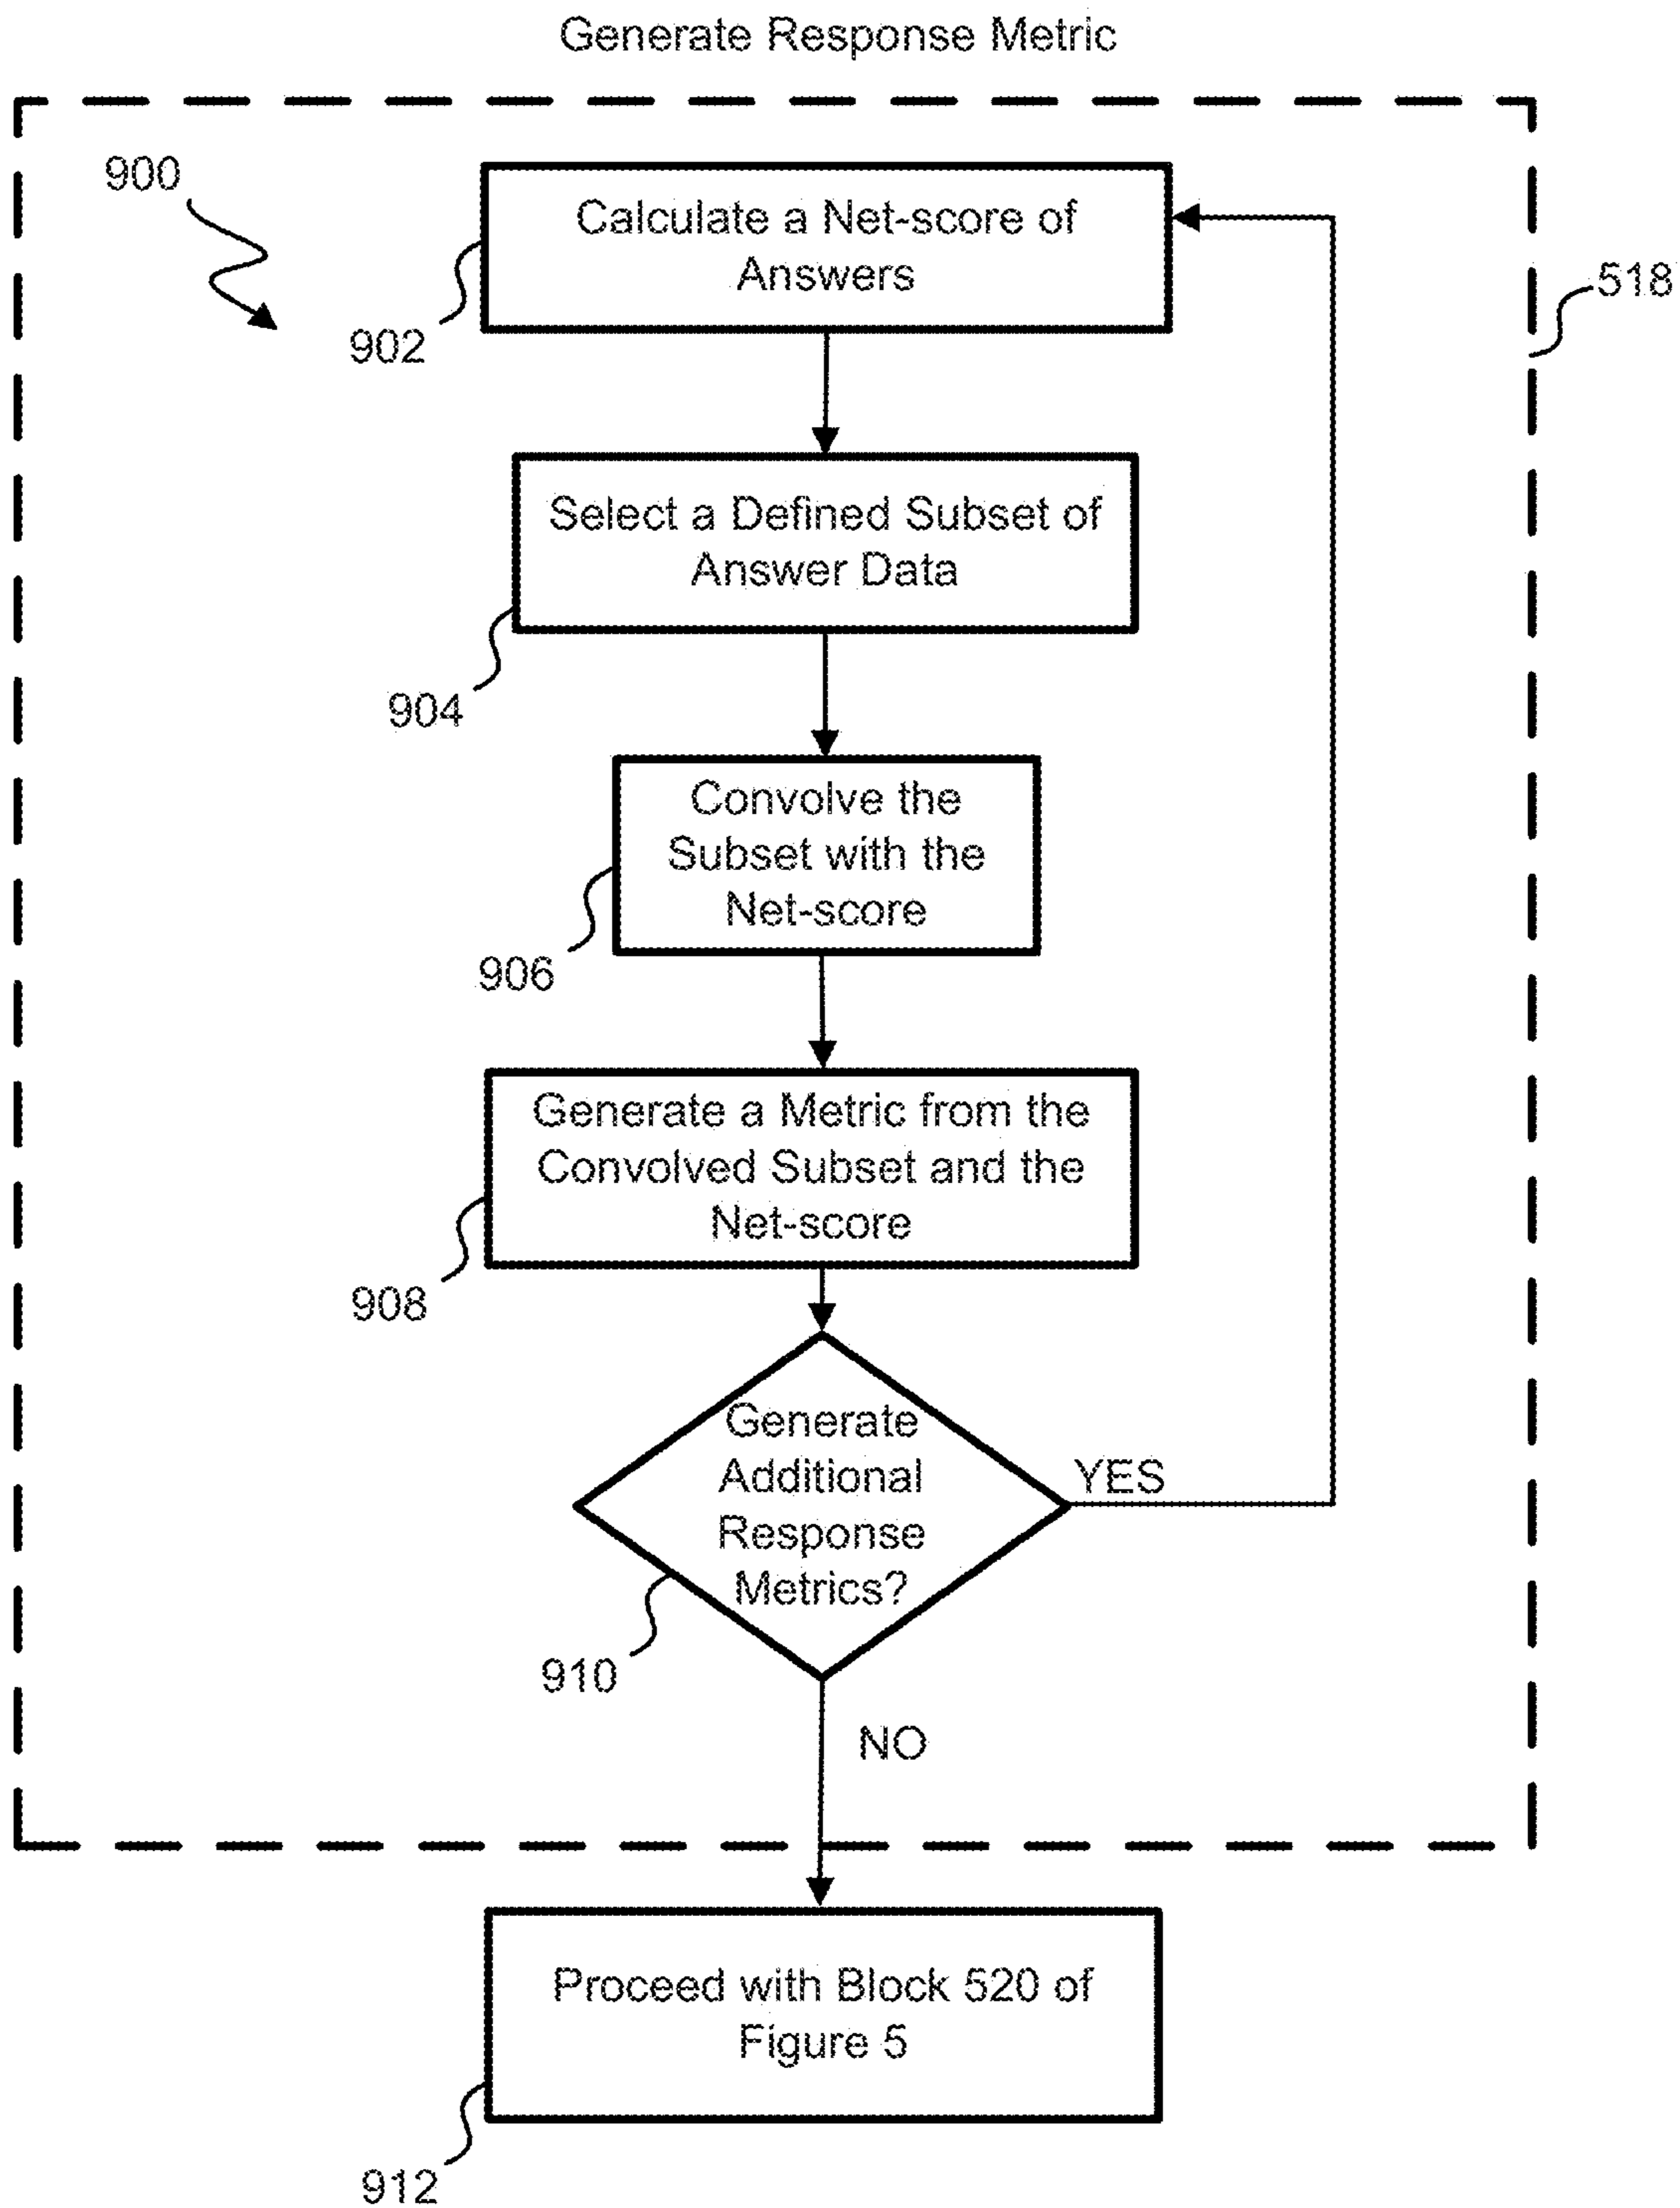 Generate Response Metric
900
Calculate a Net-score of
Answers
518
902
Select a Defined Subset of
Answer Data
904
Convolve the
Subset with the
Net-score
906
Generate a Metric from the
Convolved Subset and the
Net-score
908
Generate
Additional
Response
Metrics?
YES
910
NO
Proceed with Block 520 of
Figure 5
912